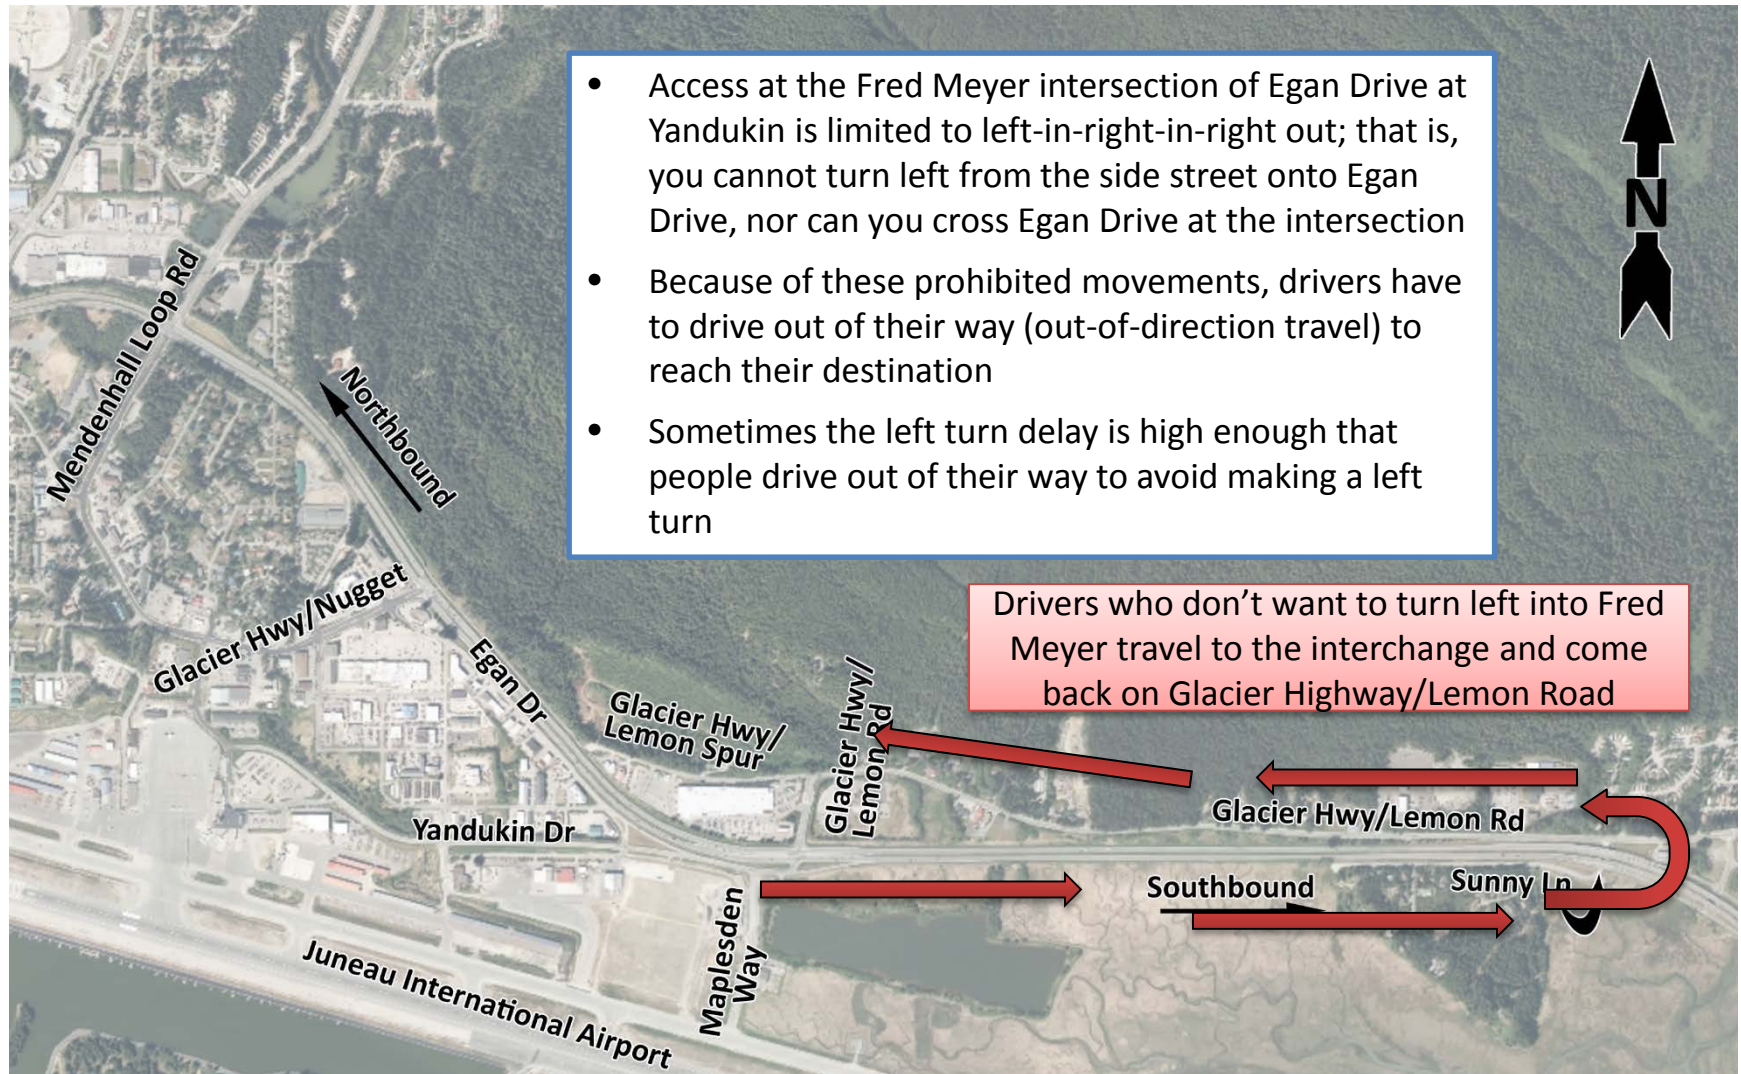 • Access at the Fred Meyer intersection of Egan Drive at
Yandukin is limited to left-in-right-in-right out; that is,
you cannot turn left from the side street onto Egan
Drive, nor can you cross Egan Drive at the intersection
• Because of these prohibited movements, drivers have
to drive out of their way (out-of-direction travel) to
reach their destination
• Sometimes the left turn delay is high enough that
people drive out of their way to avoid making a left
turn
N
Mendenhall Loop Rd
Northbound
Glacier Hwy/Nugget
Egan Dr
Drivers who don’t want to turn left into Fred
Meyer travel to the interchange and come
back on Glacier Highway/Lemon Road
Glacier Hwy/
Lemon Spur
Glacier Hwy/
Lemon Rd
Glacier Hwy/Lemon Rd
Yandukin Dr
Southbound
Sunny Ln
Maplesden
Way
Juneau International Airport